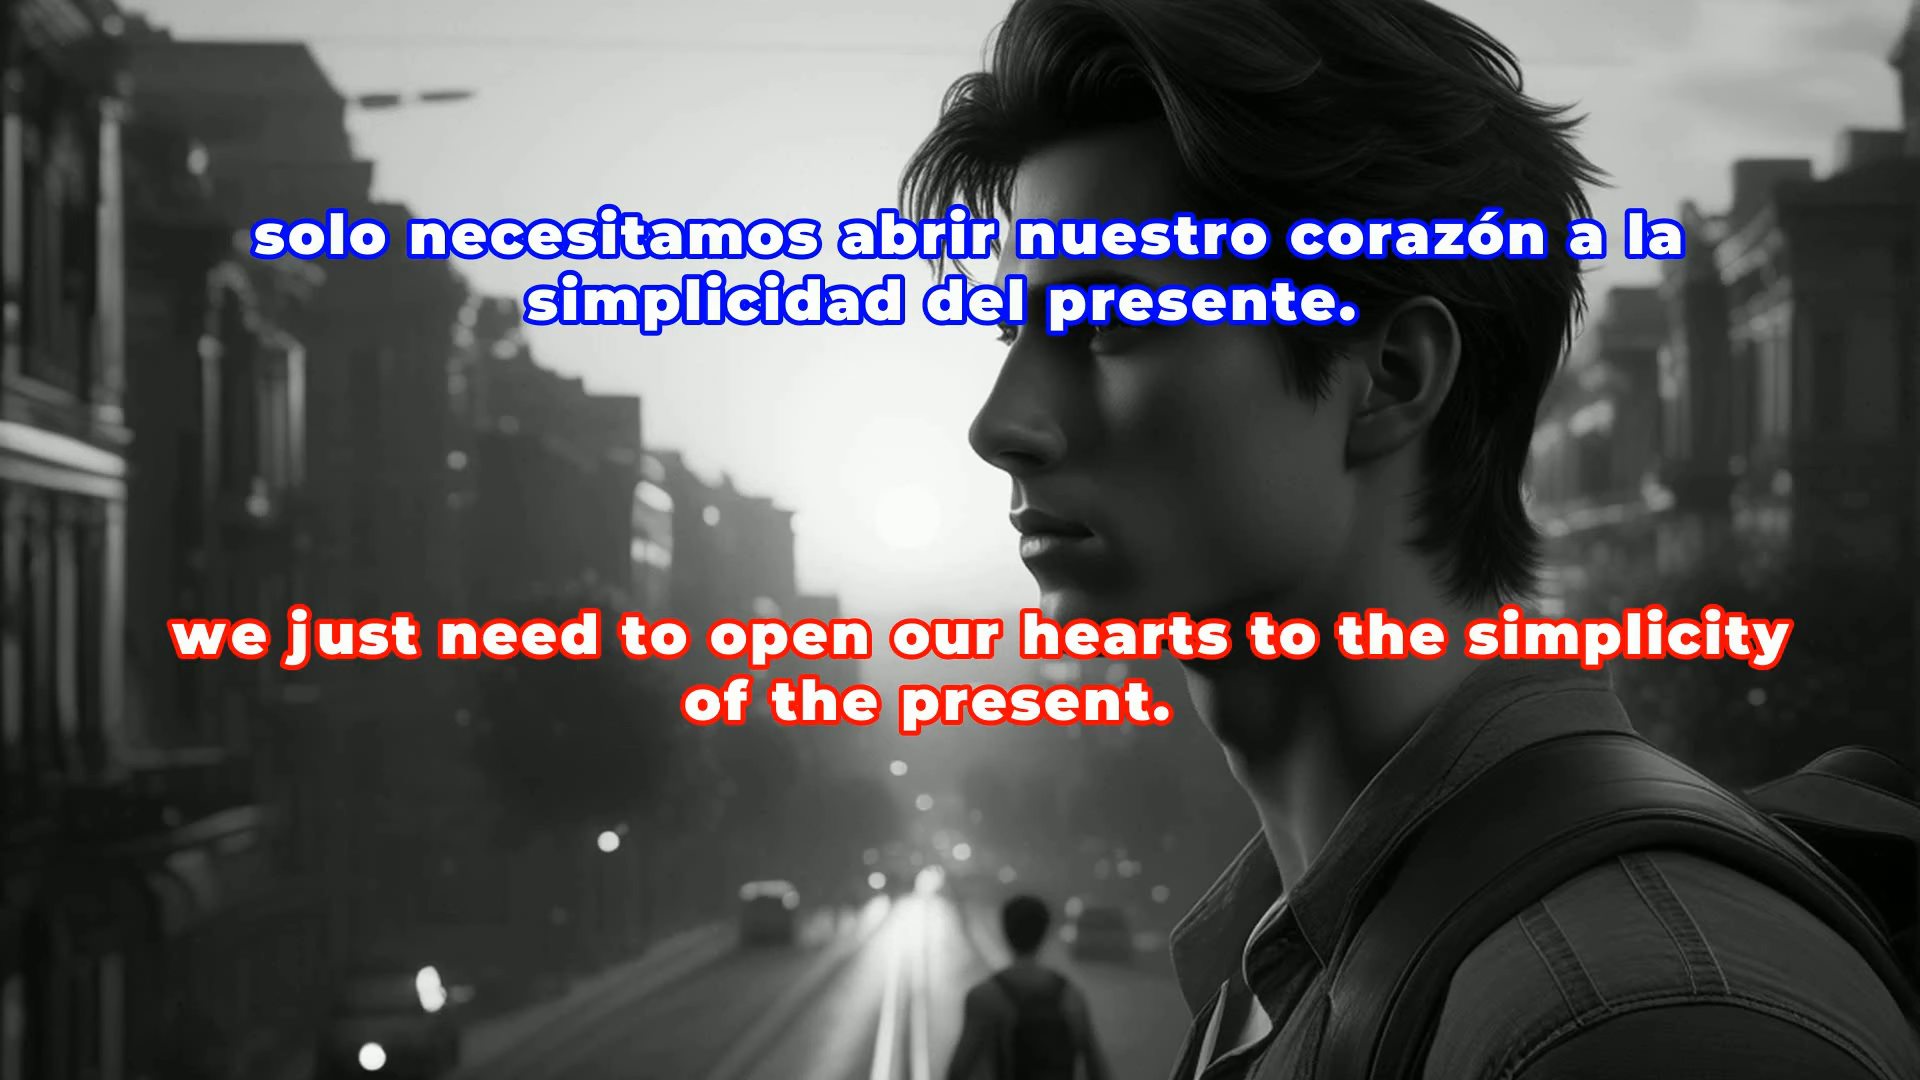 solo necesitamos abrir nuestro corazón a la
simplicidad del presente.
we just need to open our hearts to the simplicity
of the present.